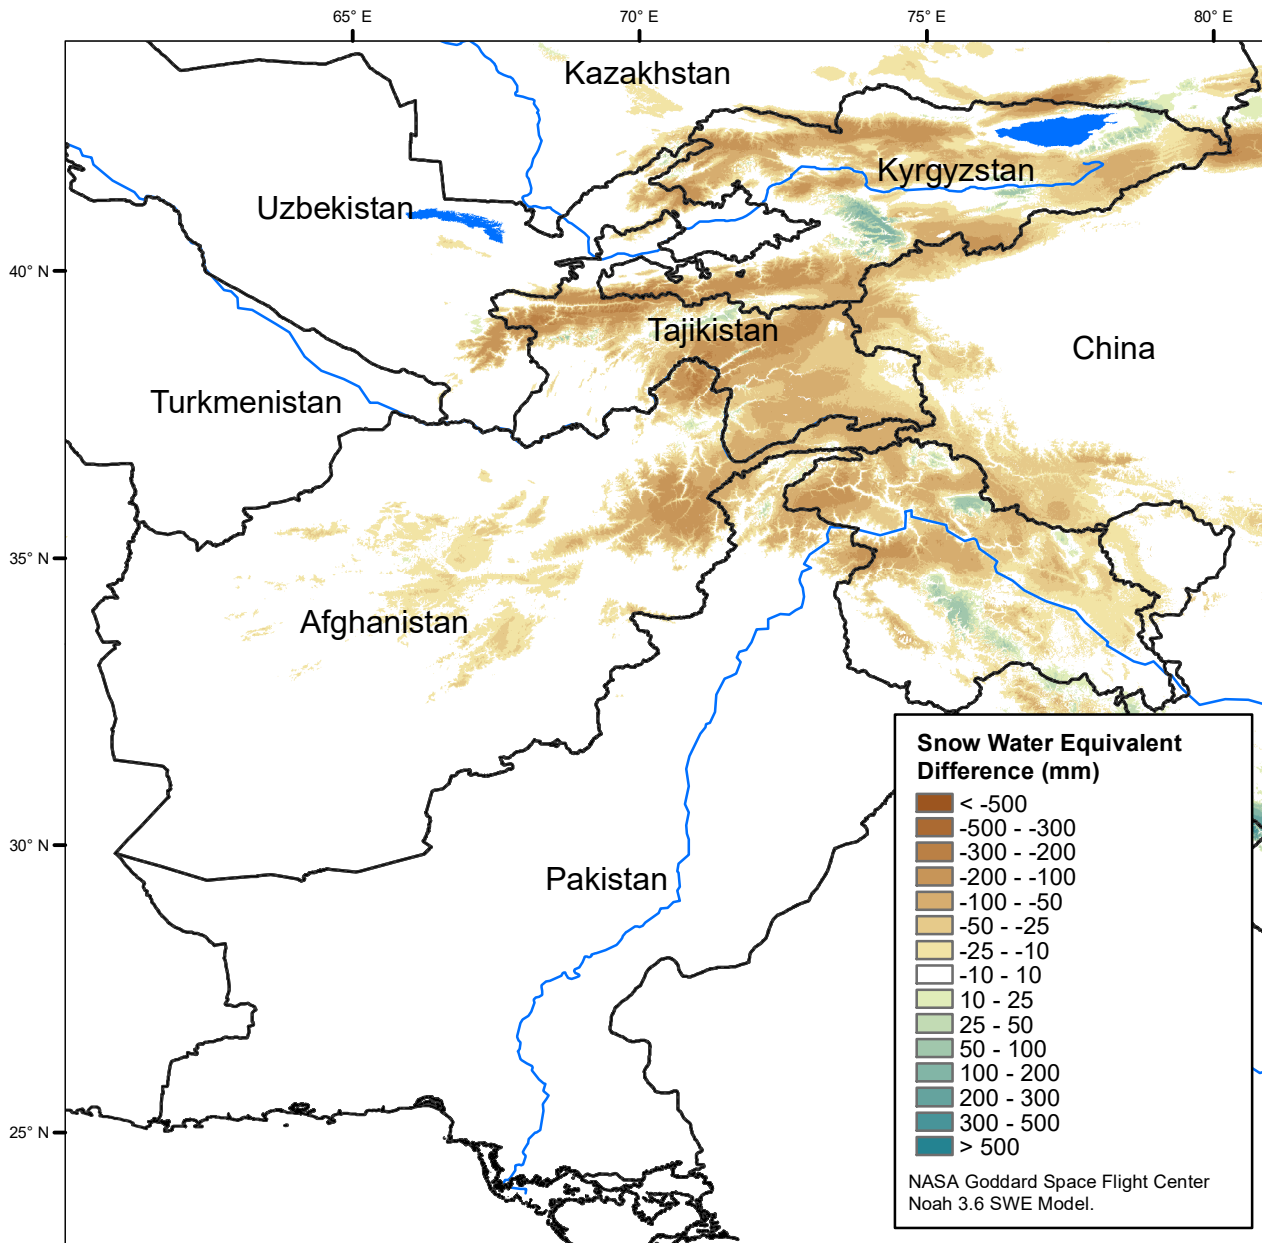 65° E
70° E
75° E
80° E
Kazakhstan
Kyrgyzstan
Uzbekistan
40° N
Tajikistan
China
Turkmenistan
35° N
Afghanistan
Snow Water Equivalent
Difference (mm)
< -500
-500 - -300
-300 - -200
-200 - -100
-100 - -50
-50 - -25
-25 - -10
-10 - 10
10 - 25
25 - 50
50 - 100
100 - 200
200 - 300
300 - 500
> 500
NASA Goddard Space Flight Center
Noah 3.6 SWE Model.
30° N
Pakistan
25° N